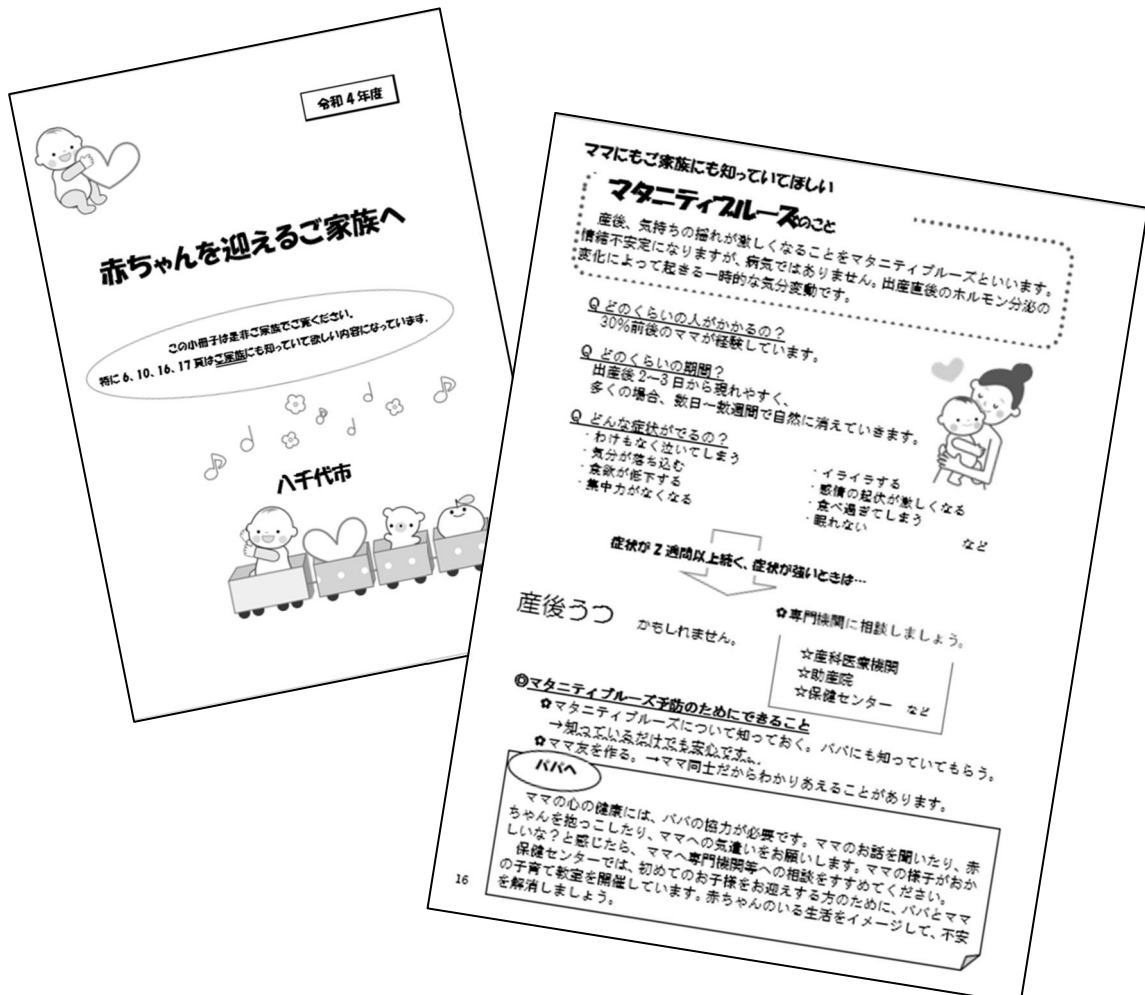 令和4年度
赤ちゃんを迎えるご家族へ
この小冊子は是非ご家族でご覧ください。
特に6、10、16、17頁はご家族にも知っていて欲しい内容になっています。
八千代市
ママにもご家族にも知っていてほしい
マタニティブルーズのこと
産後、気持ちの揺れが激しくなることをマタニティブルーズといいます。
情緒不安定になりますが、病気ではありません。出産直後のホルモン分泌の
変化によって起きる一時的な気分変動です。
Q どのくらいの人がかかるの？
30%前後のママが経験しています。
Q どのくらいの期間？
出産後2～3日から現れやすく、
多くの場合、数日～数週間で自然に消えていきます。
Q どんな症状がでるの？
・わけもなく泣いてしまう
・気分が落ち込む
・食欲が低下する
・集中力がなくなる
・イライラする
・感情の起伏が激しくなる
・食べ過ぎてしまう
・眠れない
など
症状が2週間以上続く、症状が強いときは…
産後うつ かもしれません。
✿専門機関に相談しましょう。
☆産科医療機関
☆助産院
☆保健センター など
◎マタニティブルーズ予防のためにできること
✿マタニティブルーズについて知っておく。パパにも知っていてもらう。
→知っているだけでも安心です。
✿ママ友を作る。→ママ同士だからわかりあえることがあります。
パパへ
ママの心の健康には、パパの協力が必要です。ママのお話を聞いたり、赤
ちゃんを抱っこしたり、ママへの気遣いをお願いします。ママの様子がおか
しいな？と感じたら、ママへ専門機関等への相談をすすめてください。
保健センターでは、初めてのお子様をお迎えする方のために、パパとママ
の子育て教室を開催しています。赤ちゃんのいる生活をイメージして、不安
を解消しましょう。
16